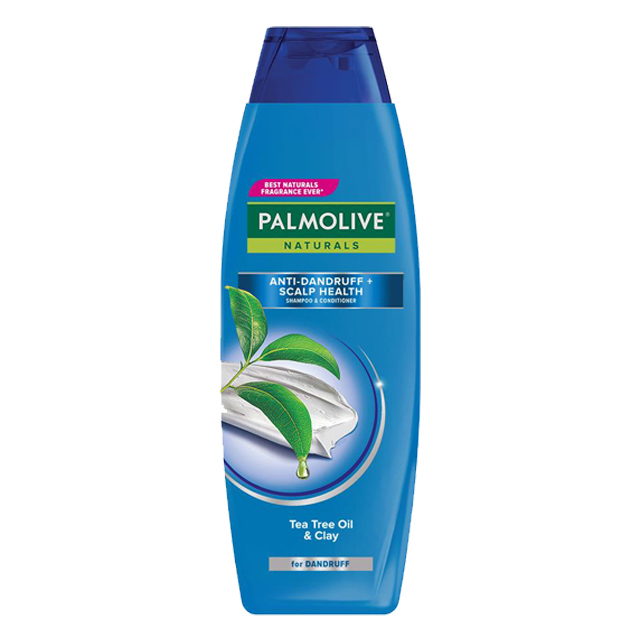 BEST NATURALS
FRAGRANCE EVER*
PALMOLIVE®
NATURALS
ANTI-DANDRUFF +
SCALP HEALTH
SHAMPOO & CONDITIONER
Tea Tree Oil
& Clay
for DANDRUFF